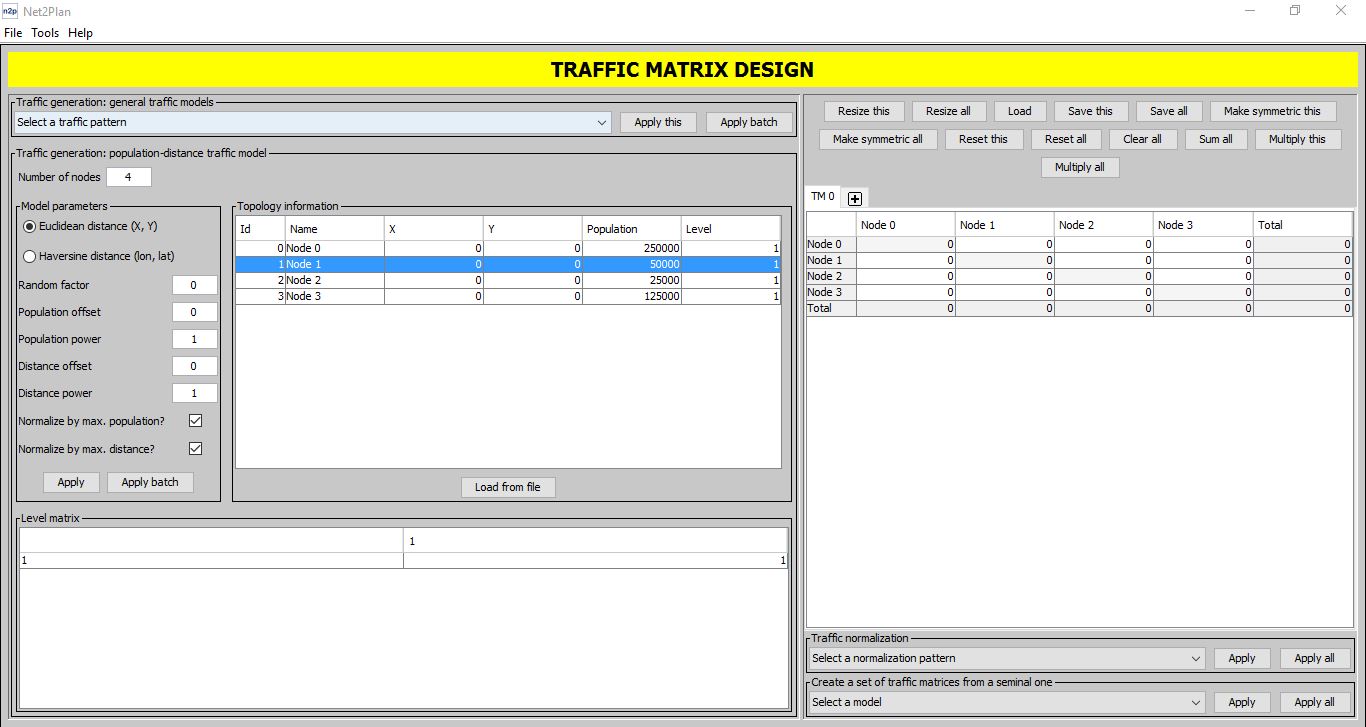 n2p Net2Plan
File Tools Help
TRAFFIC MATRIX DESIGN
Traffic generation: general traffic models
Select a traffic pattern Apply this Apply batch
Traffic generation: population-distance traffic model
Number of nodes 4
Model parameters
Euclidean distance (X, Y)
Haversine distance (lon, lat)
Random factor 0
Population offset 0
Population power 1
Distance offset 0
Distance power 1
Normalize by max. population?
Normalize by max. distance?
Apply Apply batch
Topology information
Id Name X Y Population Level
0 Node 0 0 0 250000 1
1 Node 1 0 0 50000 1
2 Node 2 0 0 25000 1
3 Node 3 0 0 125000 1
Load from file
Level matrix
1
1 1
Resize this Resize all Load Save this Save all Make symmetric this
Make symmetric all Reset this Reset all Clear all Sum all Multiply this
Multiply all
TM 0
Node 0 Node 1 Node 2 Node 3 Total
Node 0 0 0 0 0 0
Node 1 0 0 0 0 0
Node 2 0 0 0 0 0
Node 3 0 0 0 0 0
Total 0 0 0 0 0
Traffic normalization
Select a normalization pattern Apply Apply all
Create a set of traffic matrices from a seminal one
Select a model Apply Apply all